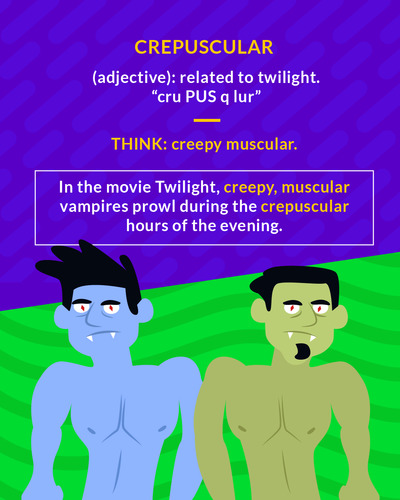 CREPUSCULAR
(adjective): related to twilight.
“cru PUS q lur”
THINK: creepy muscular.
In the movie Twilight, creepy, muscular
vampires prowl during the crepuscular
hours of the evening.